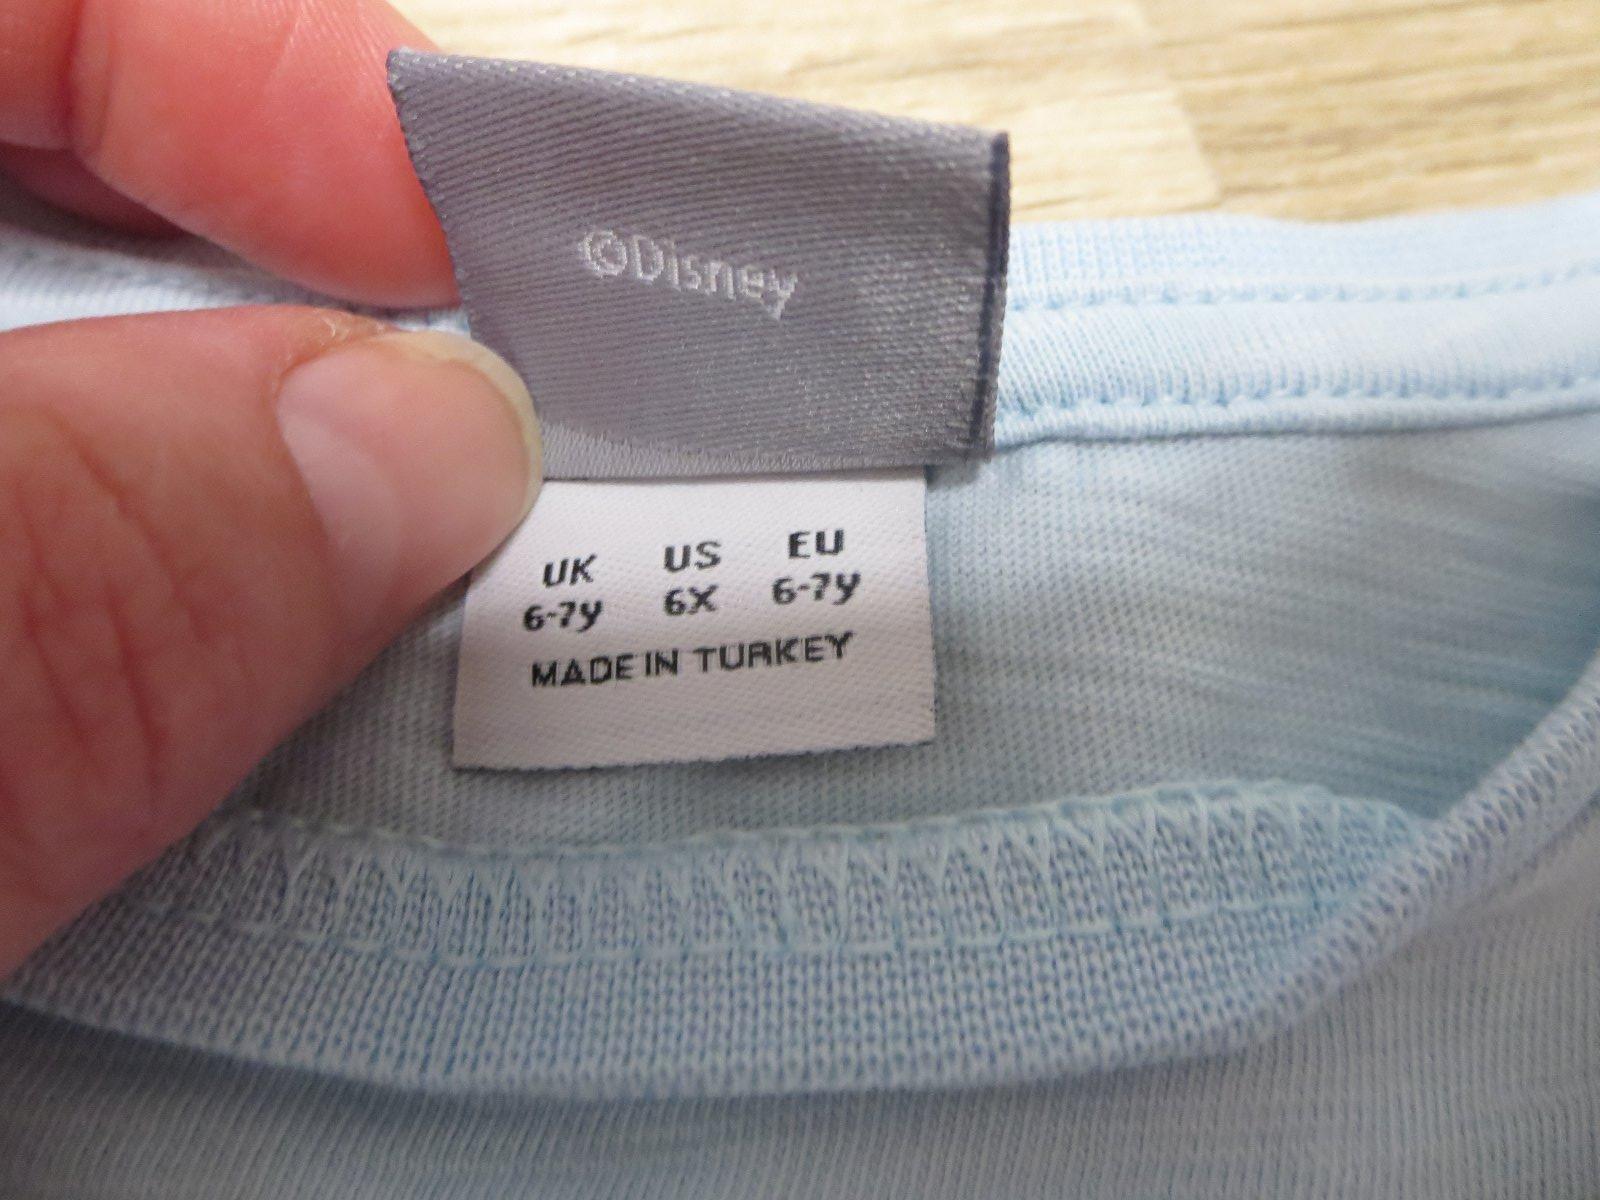 ©Disney
UK US EU
6-7y 6X 6-7y
MADE IN TURKEY